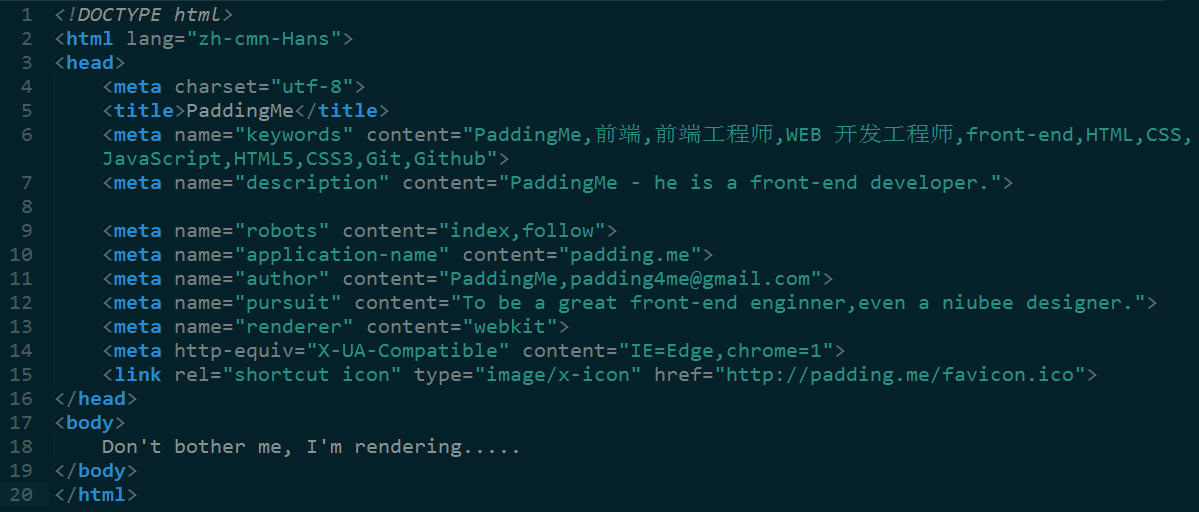 1 <!DOCTYPE html>
2 <html lang="zh-cmn-Hans">
3 <head>
4 <meta charset="utf-8">
5 <title>PaddingMe</title>
6 <meta name="keywords" content="PaddingMe,前端,前端工程师,WEB 开发工程师,front-end,HTML,CSS,
JavaScript,HTML5,CSS3,Git,Github">
7 <meta name="description" content="PaddingMe - he is a front-end developer.">
8
9 <meta name="robots" content="index,follow">
10 <meta name="application-name" content="padding.me">
11 <meta name="author" content="PaddingMe,padding4me@gmail.com">
12 <meta name="pursuit" content="To be a great front-end enginner,even a niubee designer.">
13 <meta name="renderer" content="webkit">
14 <meta http-equiv="X-UA-Compatible" content="IE=Edge,chrome=1">
15 <link rel="shortcut icon" type="image/x-icon" href="http://padding.me/favicon.ico">
16 </head>
17 <body>
18 Don't bother me, I'm rendering.....
19 </body>
20 </html>